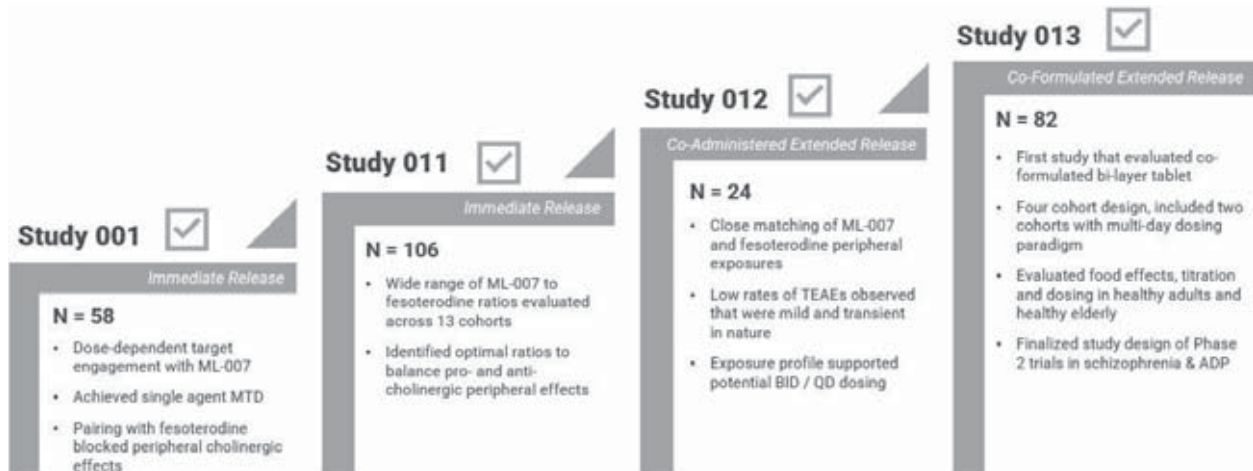 Study 001
Immediate Release
N = 58
• Dose-dependent target
engagement with ML-007
• Achieved single agent MTD
• Pairing with fesoterodine
blocked peripheral cholinergic
effects
Study 011
Immediate Release
N = 106
• Wide range of ML-007 to
fesoterodine ratios evaluated
across 13 cohorts
• Identified optimal ratios to
balance pro- and anti-
cholinergic peripheral effects
Study 012
Co-Administered Extended Release
N = 24
• Close matching of ML-007
and fesoterodine peripheral
exposures
• Low rates of TEAEs observed
that were mild and transient
in nature
• Exposure profile supported
potential BID / QD dosing
Study 013
Co-Formulated Extended Release
N = 82
• First study that evaluated co-
formulated bi-layer tablet
• Four cohort design, included two
cohorts with multi-day dosing
paradigm
• Evaluated food effects, titration
and dosing in healthy adults and
healthy elderly
• Finalized study design of Phase
2 trials in schizophrenia & ADP